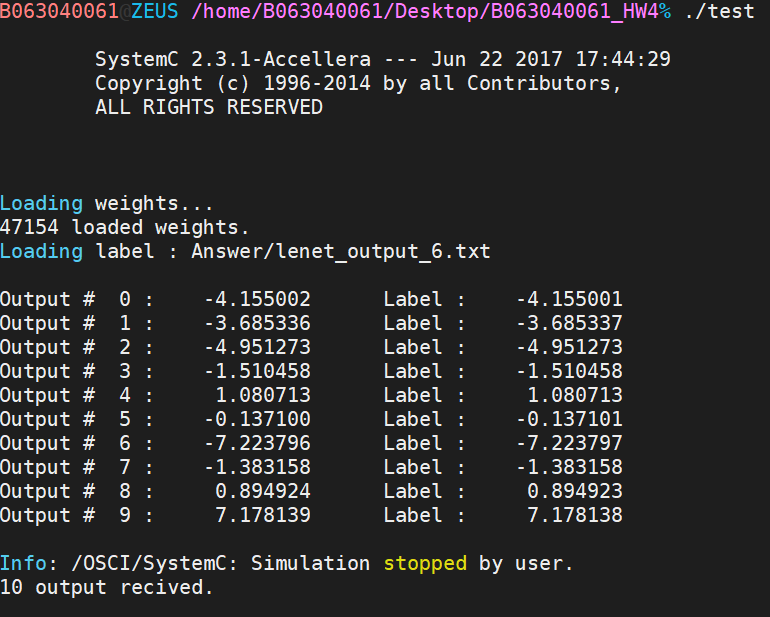 B063040061@ZEUS /home/B063040061/Desktop/B063040061_HW4% ./test
SystemC 2.3.1-Accellera --- Jun 22 2017 17:44:29
Copyright (c) 1996-2014 by all Contributors,
ALL RIGHTS RESERVED
Loading weights...
47154 loaded weights.
Loading label : Answer/lenet_output_6.txt
Output # 0 : -4.155002 Label : -4.155001
Output # 1 : -3.685336 Label : -3.685337
Output # 2 : -4.951273 Label : -4.951273
Output # 3 : -1.510458 Label : -1.510458
Output # 4 : 1.080713 Label : 1.080713
Output # 5 : -0.137100 Label : -0.137101
Output # 6 : -7.223796 Label : -7.223797
Output # 7 : -1.383158 Label : -1.383158
Output # 8 : 0.894924 Label : 0.894923
Output # 9 : 7.178139 Label : 7.178138
Info: /OSCI/SystemC: Simulation stopped by user.
10 output recived.